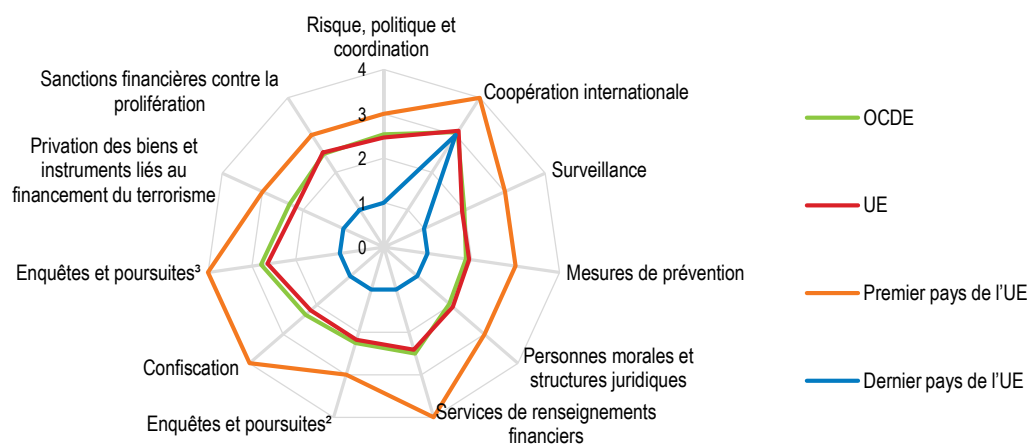 Risque, politique et
coordination
Coopération internationale
Surveillance
Mesures de prévention
Personnes morales et
structures juridiques
Services de renseignements
financiers
Enquêtes et poursuites²
Confiscation
Enquêtes et poursuites³
Privation des biens et
instruments liés au
financement du terrorisme
Sanctions financières contre la
prolifération
4
3
2
1
0
OCDE
UE
Premier pays de l'UE
Dernier pays de l'UE